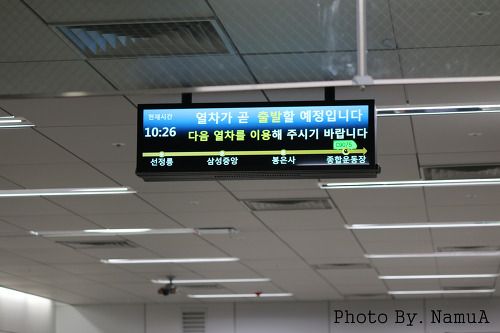 현재시간 열차가 곧 출발할 예정입니다
10:26 다음 열차를 이용해 주시기 바랍니다
선정릉 삼성중앙 봉은사 종합운동장
Photo By. NamuA